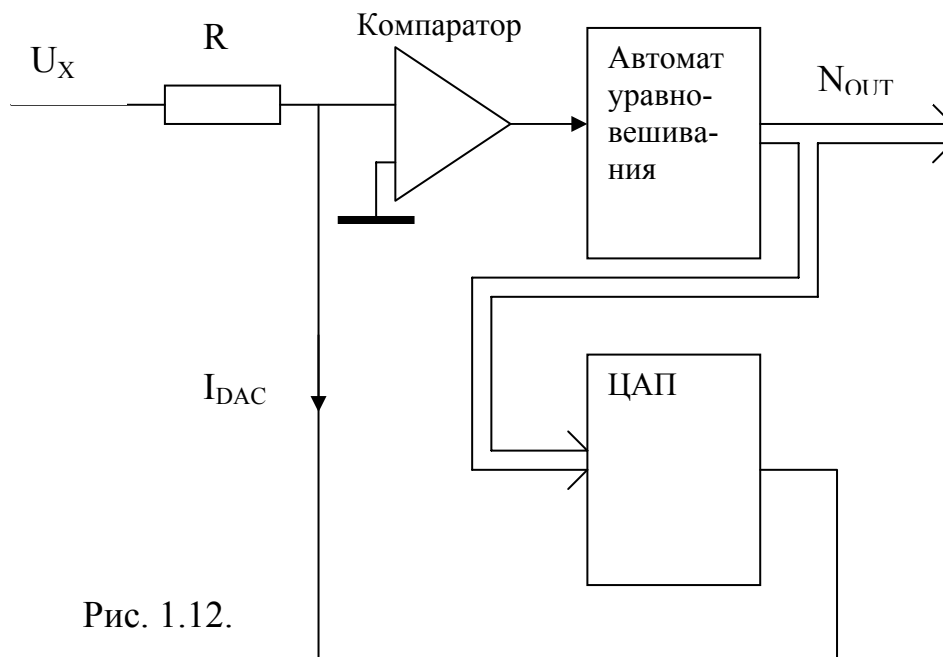 Компаратор
R
U_X
Автомат
уравно-
вешива-
ния
N_OUT
I_DAC
ЦАП
Рис. 1.12.